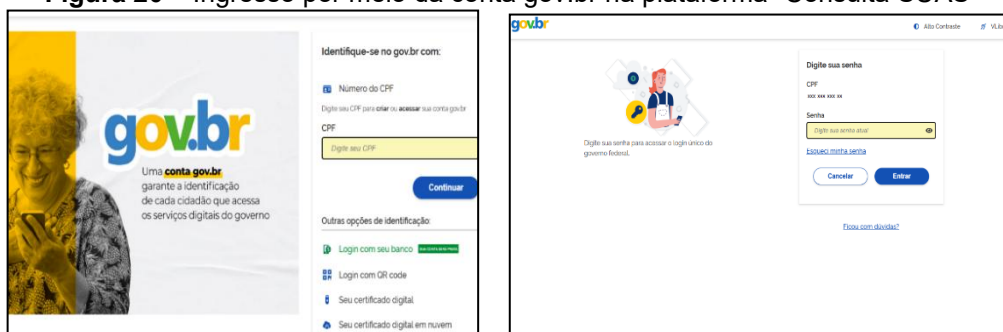 Figura 20 – Ingresso por meio da conta gov.br na plataforma "Consulta CUAS"
gov.br
Uma conta gov.br
garante a identificação
de cada cidadão que acessa
os serviços digitais do governo
Identifique-se no gov.br com:
Número do CPF
Digite seu CPF para criar ou acessar sua conta gov.br
CPF
Digite seu CPF
Continuar
Outras opções de identificação:
Login com seu banco
Login com QR code
Seu certificado digital
Seu certificado digital em nuvem
gov.br
Alto Contraste
Digite sua senha para acessar o login único do
governo federal.
Digite sua senha
CPF
xxx xxx xxx xx
Senha
Digite sua senha atual
Esqueci minha senha
Cancelar
Entrar
Ficou com dúvidas?